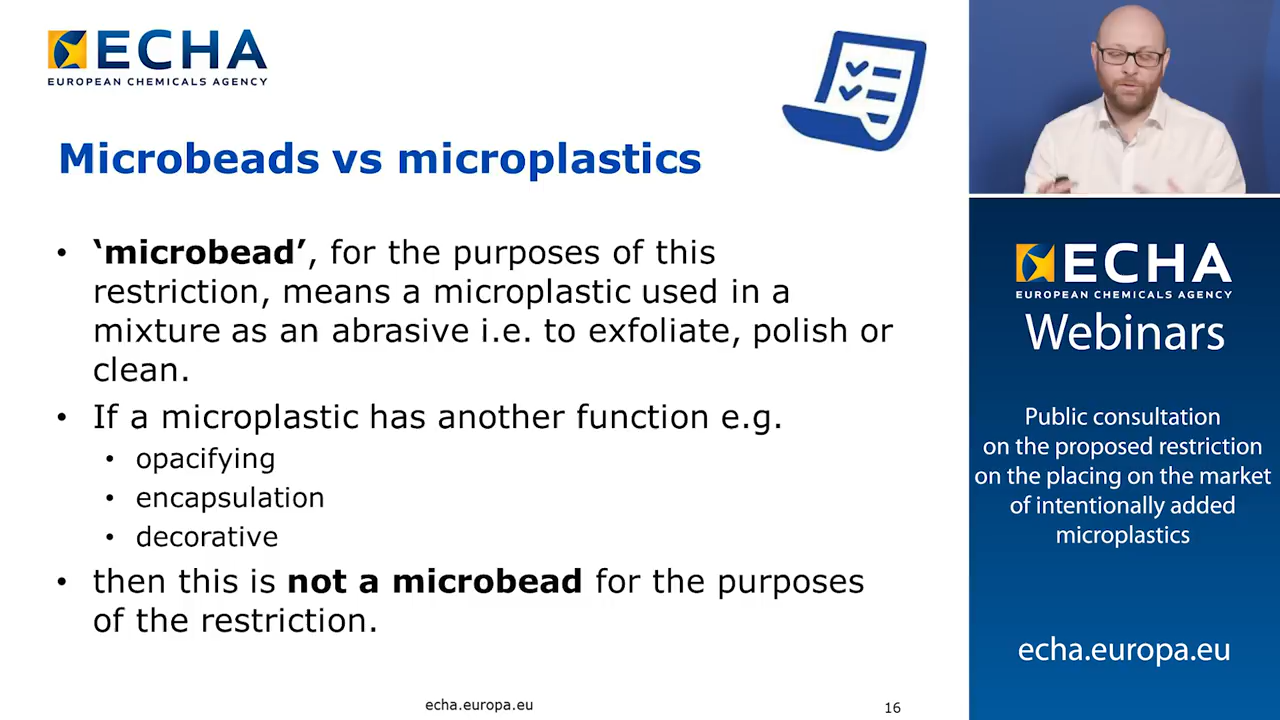 ECHA
EUROPEAN CHEMICALS AGENCY
Microbeads vs microplastics
• ‘microbead’, for the purposes of this
restriction, means a microplastic used in a
mixture as an abrasive i.e. to exfoliate, polish or
clean.
• If a microplastic has another function e.g.
• opacifying
• encapsulation
• decorative
• then this is not a microbead for the purposes
of the restriction.
echa.europa.eu
16
ECHA
EUROPEAN CHEMICALS AGENCY
Webinars
Public consultation
on the proposed restriction
on the placing on the market
of intentionally added
microplastics
echa.europa.eu